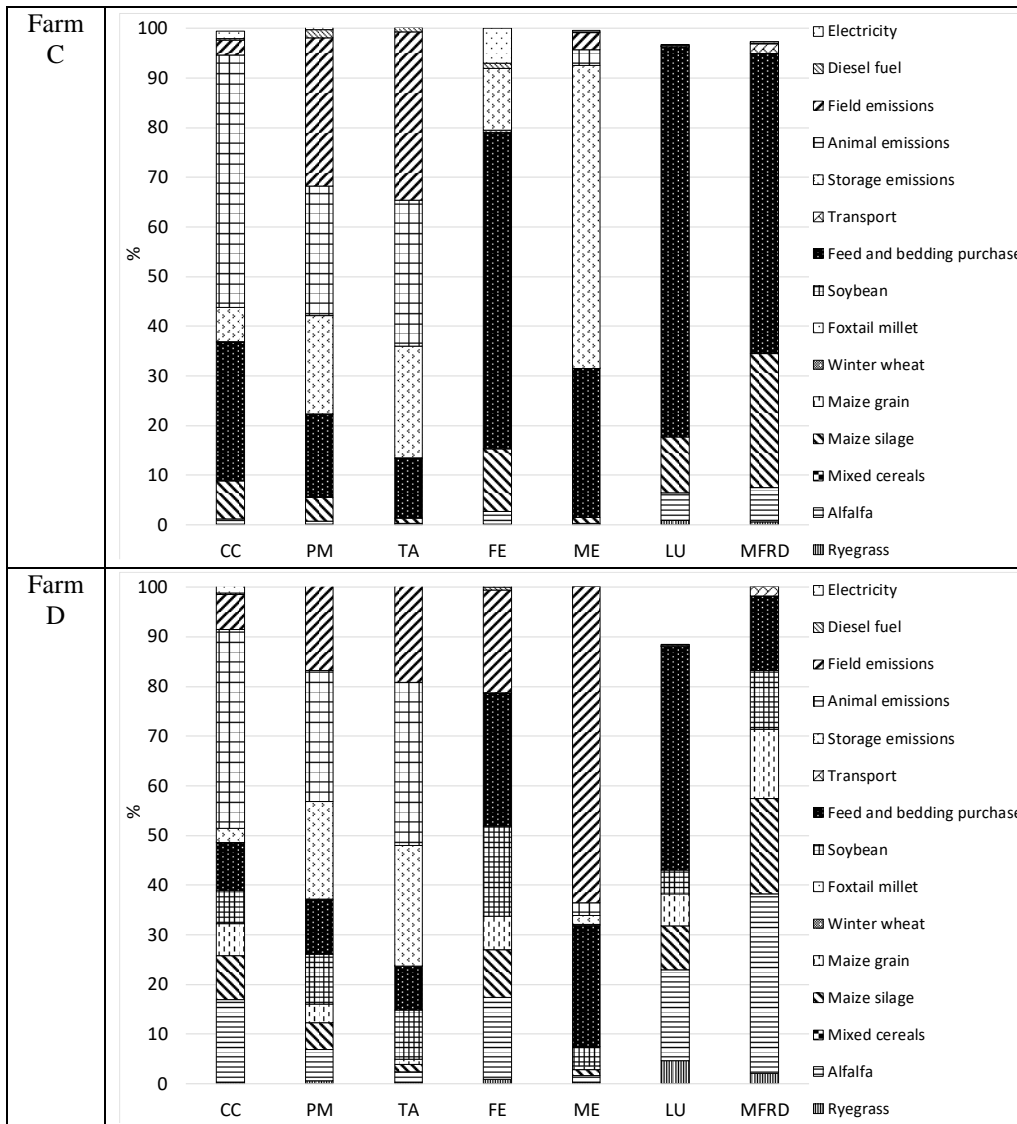 Farm
C
100
90
80
70
60
50
40
30
20
10
0
%
CC PM TA FE ME LU MFRD
Electricity
Diesel fuel
Field emissions
Animal emissions
Storage emissions
Transport
Feed and bedding purchase
Soybean
Foxtail millet
Winter wheat
Maize grain
Maize silage
Mixed cereals
Alfalfa
Ryegrass
Farm
D
100
90
80
70
60
50
40
30
20
10
0
%
CC PM TA FE ME LU MFRD
Electricity
Diesel fuel
Field emissions
Animal emissions
Storage emissions
Transport
Feed and bedding purchase
Soybean
Foxtail millet
Winter wheat
Maize grain
Maize silage
Mixed cereals
Alfalfa
Ryegrass